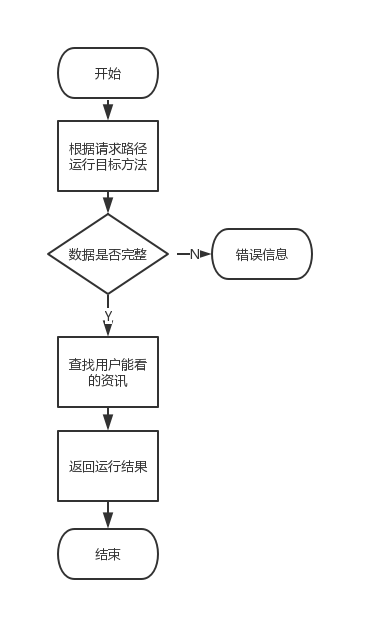 开始
根据请求路径
运行目标方法
数据是否完整
N
错误信息
Y
查找用户能看
的资讯
返回运行结果
结束